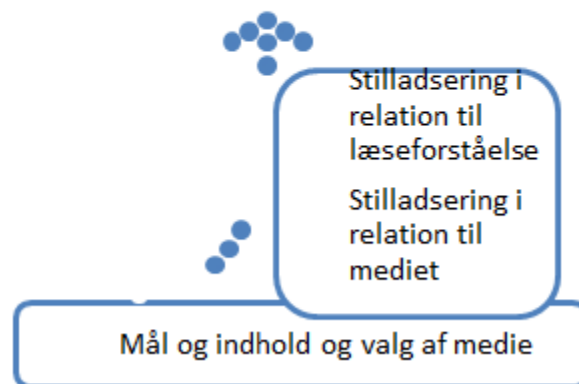 Stilladsering i
relation til
læseforståelse
Stilladsering i
relation til
mediet
Mål og indhold og valg af medie